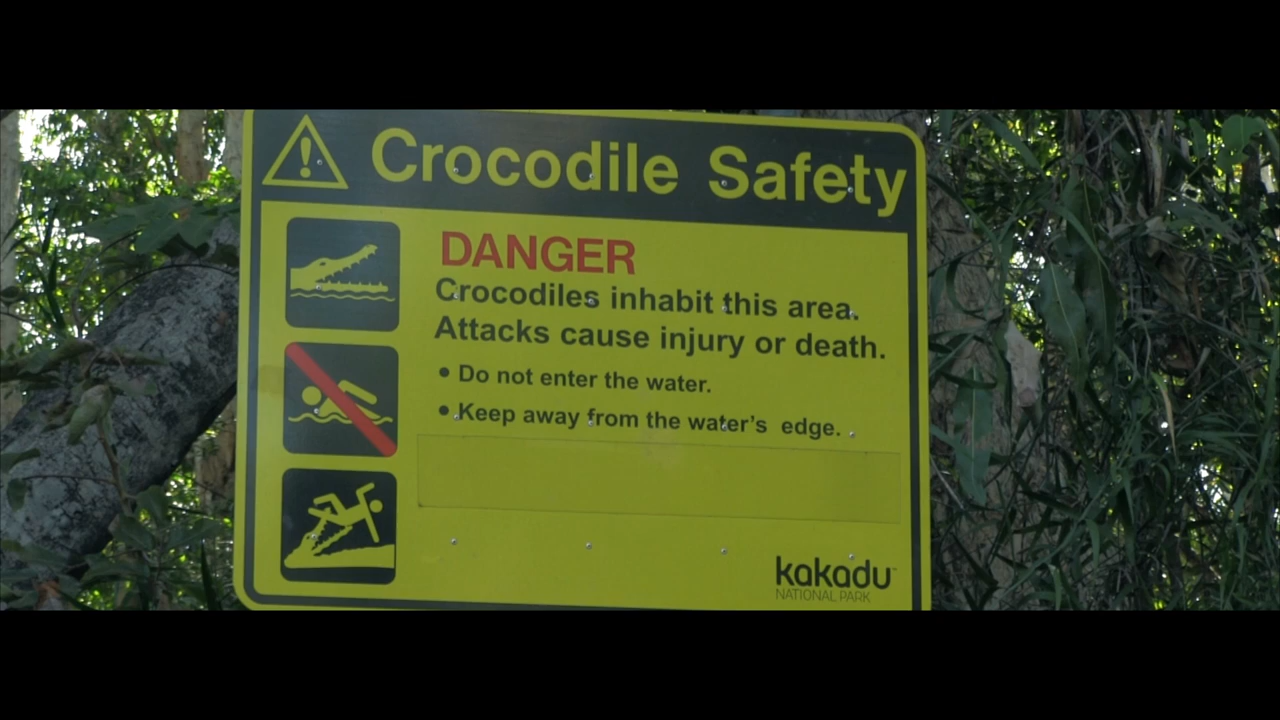 Crocodile Safety
DANGER
Crocodiles inhabit this area.
Attacks cause injury or death.
• Do not enter the water.
• Keep away from the water's edge.
kakadu™
NATIONAL PARK